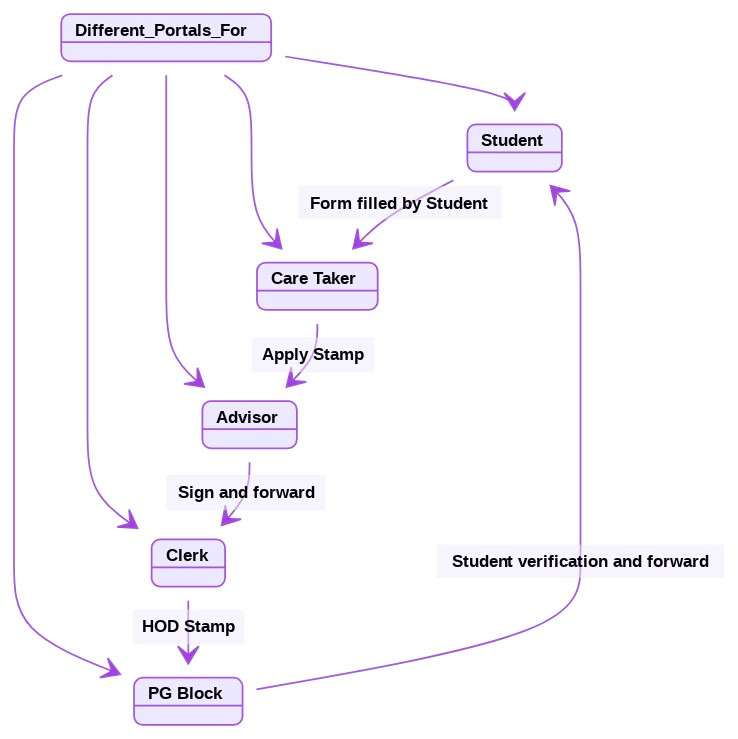 Different_Portals_For
Student
Form filled by Student
Care Taker
Apply Stamp
Advisor
Sign and forward
Clerk
Student verification and forward
HOD Stamp
PG Block